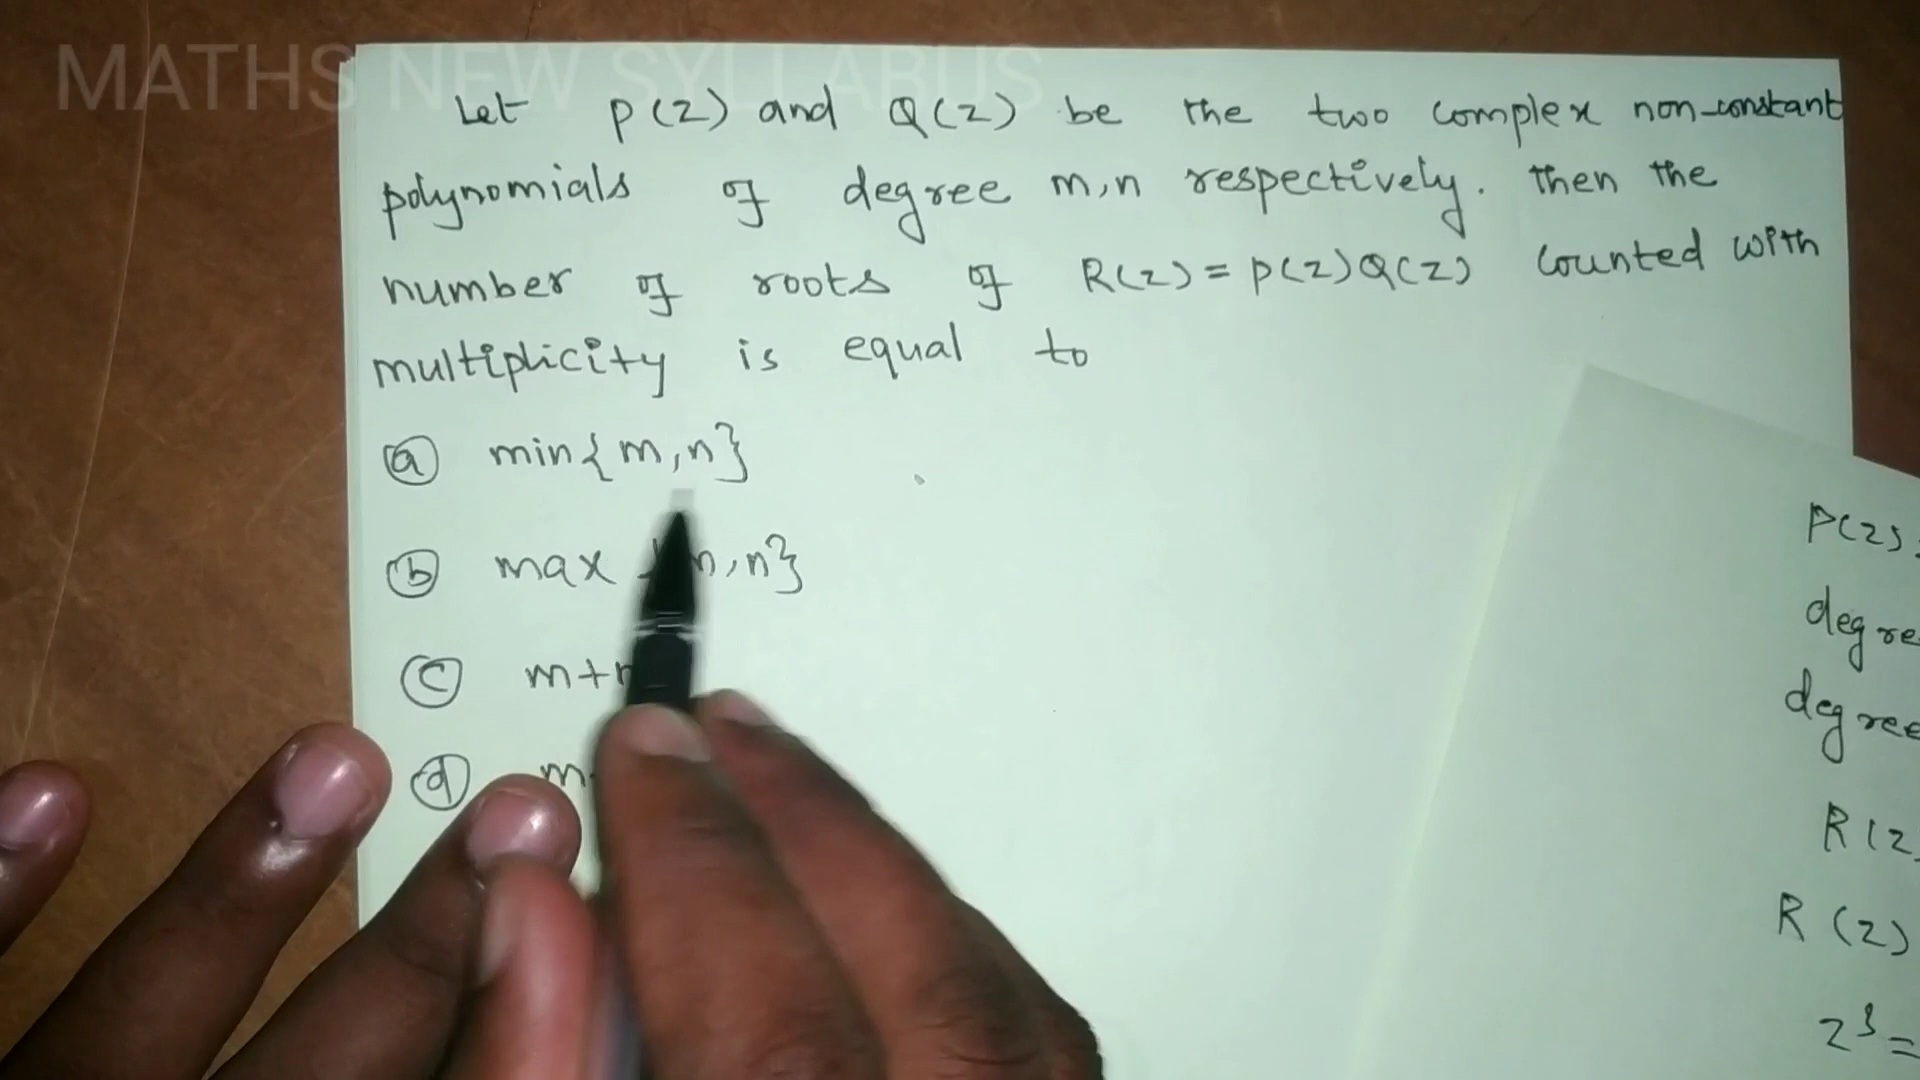 MATHS NEW SYLLABUS
Let P(z) and Q(z) be the two complex non-constant
polynomials of degree m,n respectively. Then the
number of roots of R(z) = P(z)Q(z) counted with
multiplicity is equal to
(a) min{m,n}
(b) max {m,n}
(c) m+n
(d) m
P(z)
degree
degree
R(z
R(z)
z³=